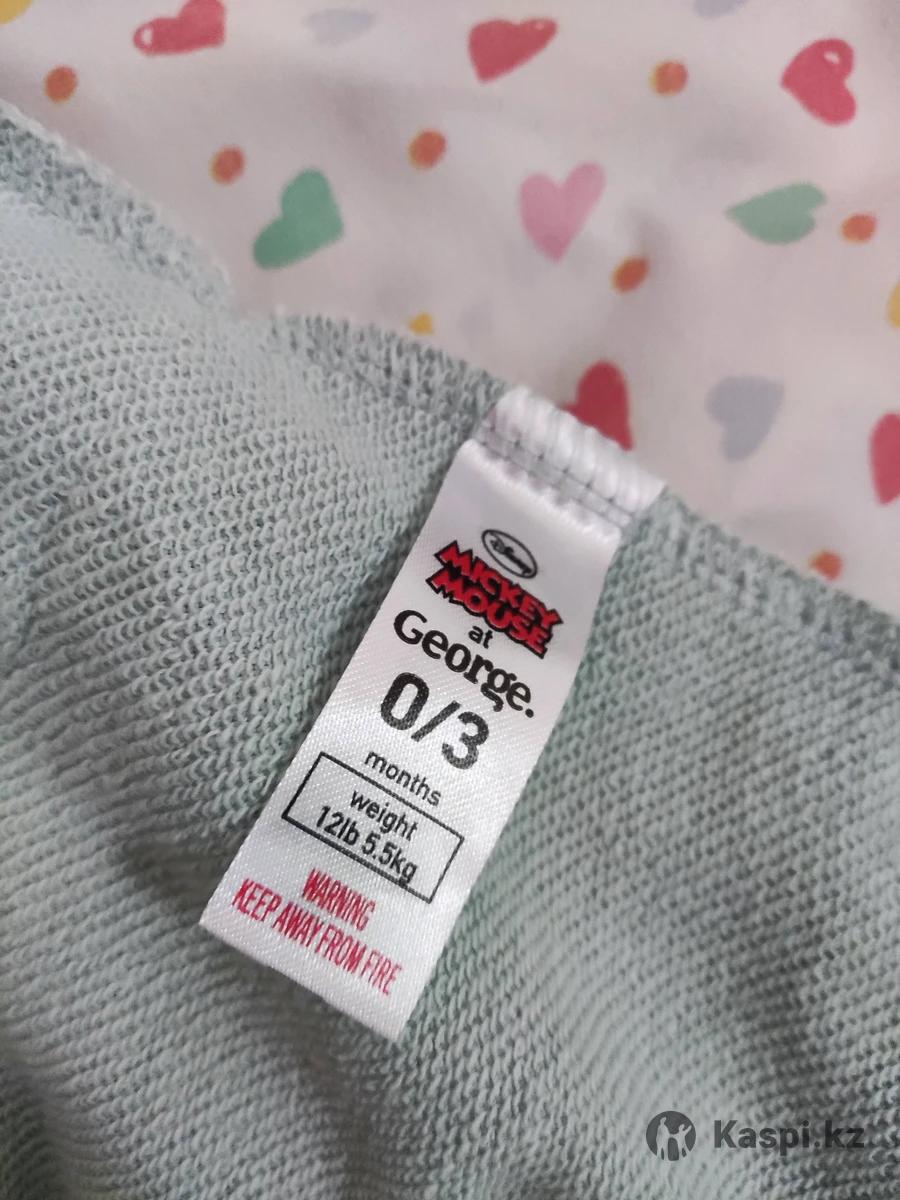 Disney
MICKEY
MOUSE
at
George.
0/3
months
weight
12lb 5.5kg
WARNING
KEEP AWAY FROM FIRE
Kaspi.kz